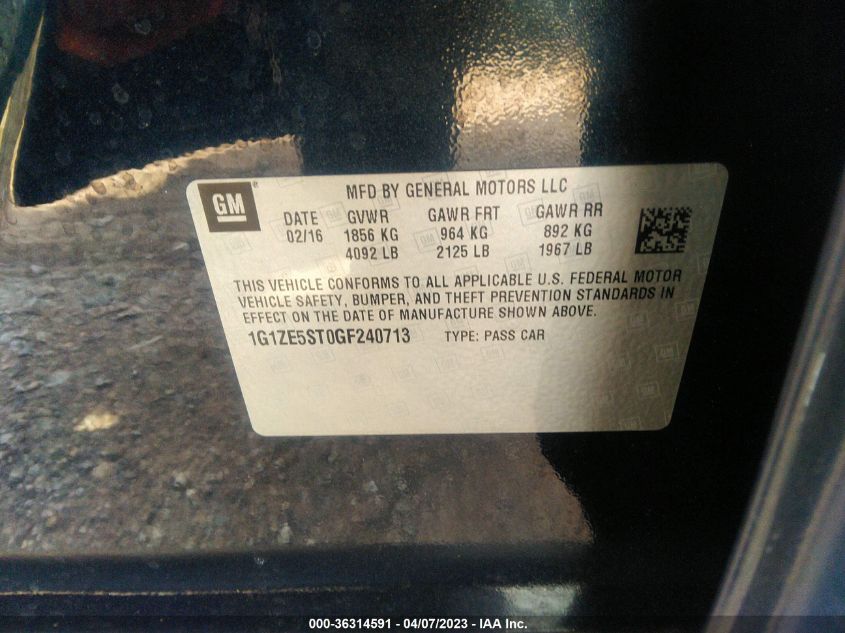 GM ®
MFD BY GENERAL MOTORS LLC
DATE GVWR GAWR FRT GAWR RR
02/16 1856 KG 964 KG 892 KG
4092 LB 2125 LB 1967 LB
THIS VEHICLE CONFORMS TO ALL APPLICABLE U.S. FEDERAL MOTOR
VEHICLE SAFETY, BUMPER, AND THEFT PREVENTION STANDARDS IN
EFFECT ON THE DATE OF MANUFACTURE SHOWN ABOVE.
1G1ZE5ST0GF240713 TYPE: PASS CAR
000-36314591 - 04/07/2023 - IAA Inc.